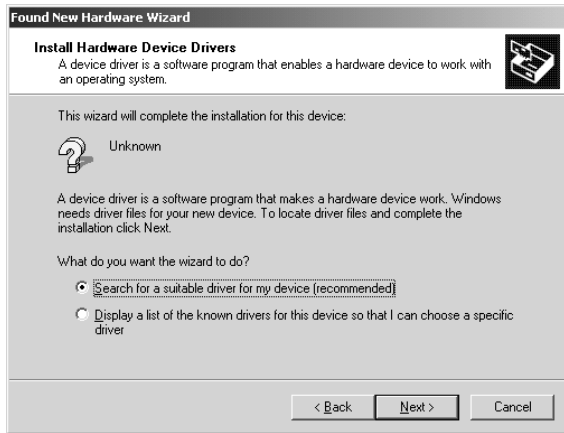 Found New Hardware Wizard
Install Hardware Device Drivers
A device driver is a software program that enables a hardware device to work with
an operating system.
This wizard will complete the installation for this device:
Unknown
A device driver is a software program that makes a hardware device work. Windows
needs driver files for your new device. To locate driver files and complete the
installation click Next.
What do you want the wizard to do?
Search for a suitable driver for my device (recommended)
Display a list of the known drivers for this device so that I can choose a specific
driver
< Back Next > Cancel